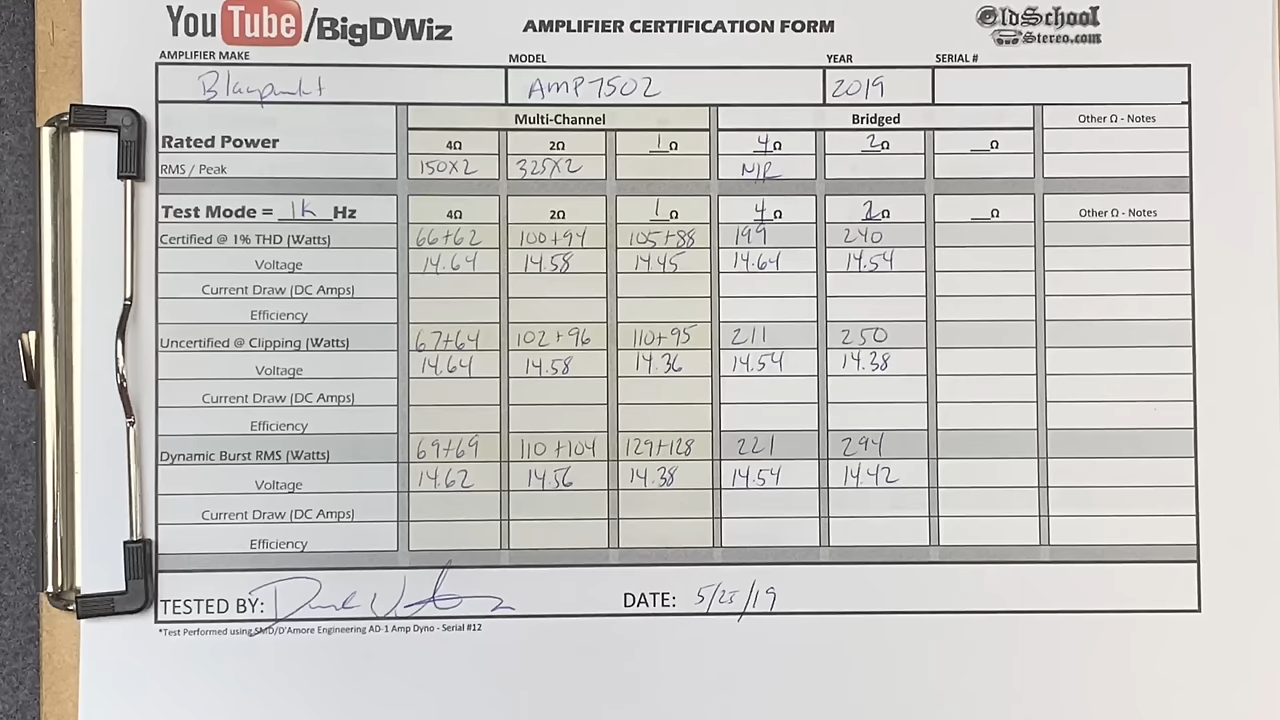 YouTube/BigDWiz AMPLIFIER CERTIFICATION FORM OldSchool
Stereo.com
AMPLIFIER MAKE MODEL YEAR SERIAL #
Blaupunkt AMP7502 2019
Multi-Channel Bridged Other Ω - Notes
Rated Power 4Ω 2Ω 1Ω 4Ω 2Ω __Ω
RMS / Peak 150x2 325x2 N/R
Test Mode = 1k Hz 4Ω 2Ω 1Ω 4Ω 2Ω __Ω Other Ω - Notes
Certified @ 1% THD (Watts) 66+62 100+94 105+88 199 240
Voltage 14.64 14.58 14.45 14.64 14.54
Current Draw (DC Amps)
Efficiency
Uncertified @ Clipping (Watts) 67+64 102+96 110+95 211 250
Voltage 14.64 14.58 14.36 14.54 14.38
Current Draw (DC Amps)
Efficiency
Dynamic Burst RMS (Watts) 69+69 110+104 129+128 221 294
Voltage 14.62 14.56 14.38 14.54 14.42
Current Draw (DC Amps)
Efficiency
TESTED BY: DATE: 5/25/19
*Test Performed using SMD/D'Amore Engineering AD-1 Amp Dyno - Serial #12